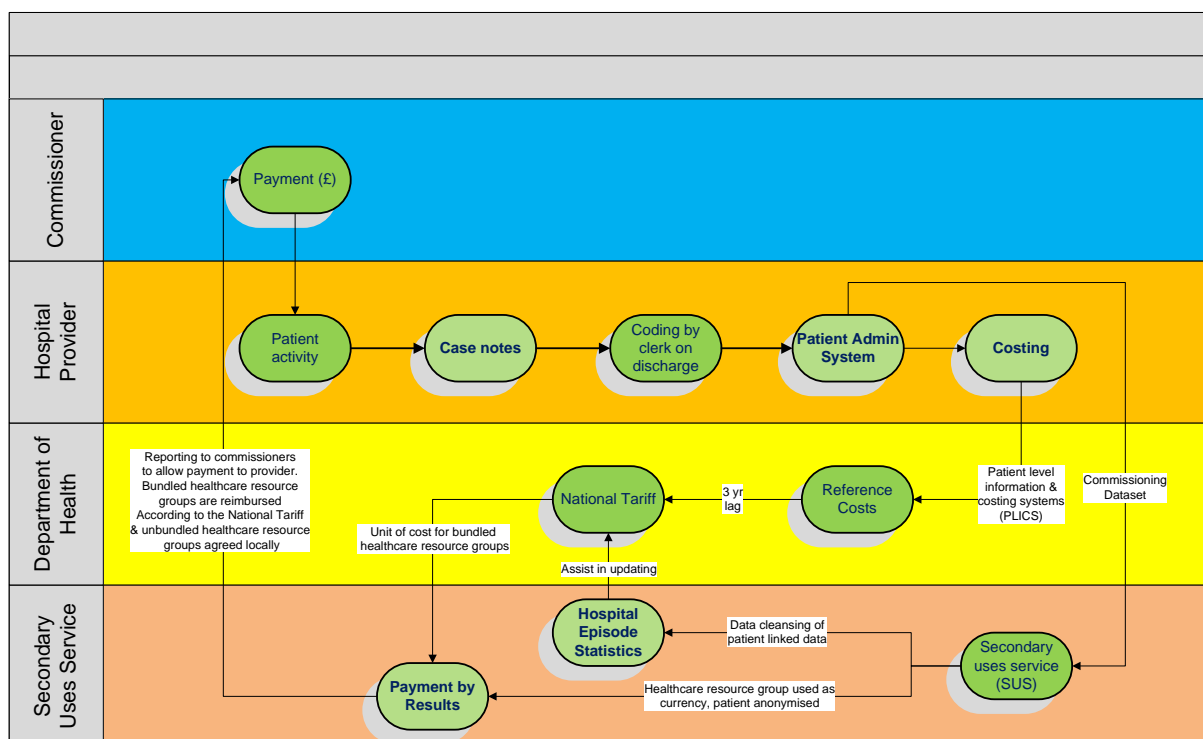 Commissioner
Payment (£)
Hospital
Provider
Patient
activity
Case notes
Coding by
clerk on
discharge
Patient Admin
System
Costing
Department of
Health
Reporting to commissioners
to allow payment to provider.
Bundled healthcare resource
groups are reimbursed
According to the National Tariff
& unbundled healthcare resource
groups agreed locally
Unit of cost for bundled
healthcare resource groups
National Tariff
3 yr
lag
Reference
Costs
Patient level
information &
costing systems
(PLICS)
Commissioning
Dataset
Assist in updating
Secondary
Uses Service
Hospital
Episode
Statistics
Data cleansing of
patient linked data
Secondary
uses service
(SUS)
Payment by
Results
Healthcare resource group used as
currency, patient anonymised